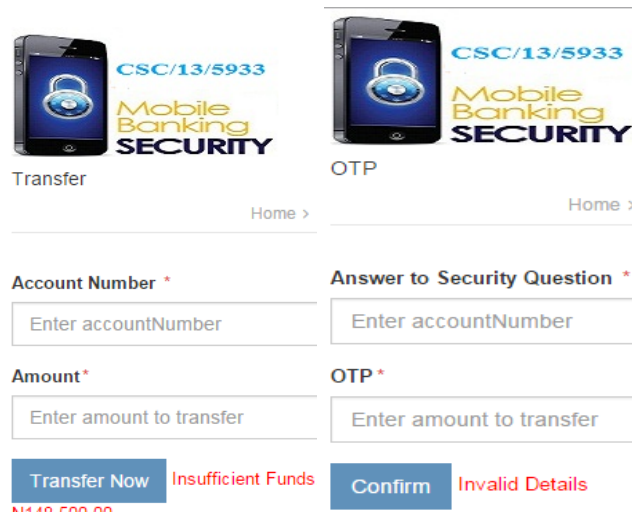 CSC/13/5933
Mobile
Banking
SECURITY
Transfer
Home >
Account Number *
Enter accountNumber
Amount*
Enter amount to transfer
Transfer Now Insufficient Funds
CSC/13/5933
Mobile
Banking
SECURITY
OTP
Home >
Answer to Security Question *
Enter accountNumber
OTP *
Enter amount to transfer
Confirm Invalid Details